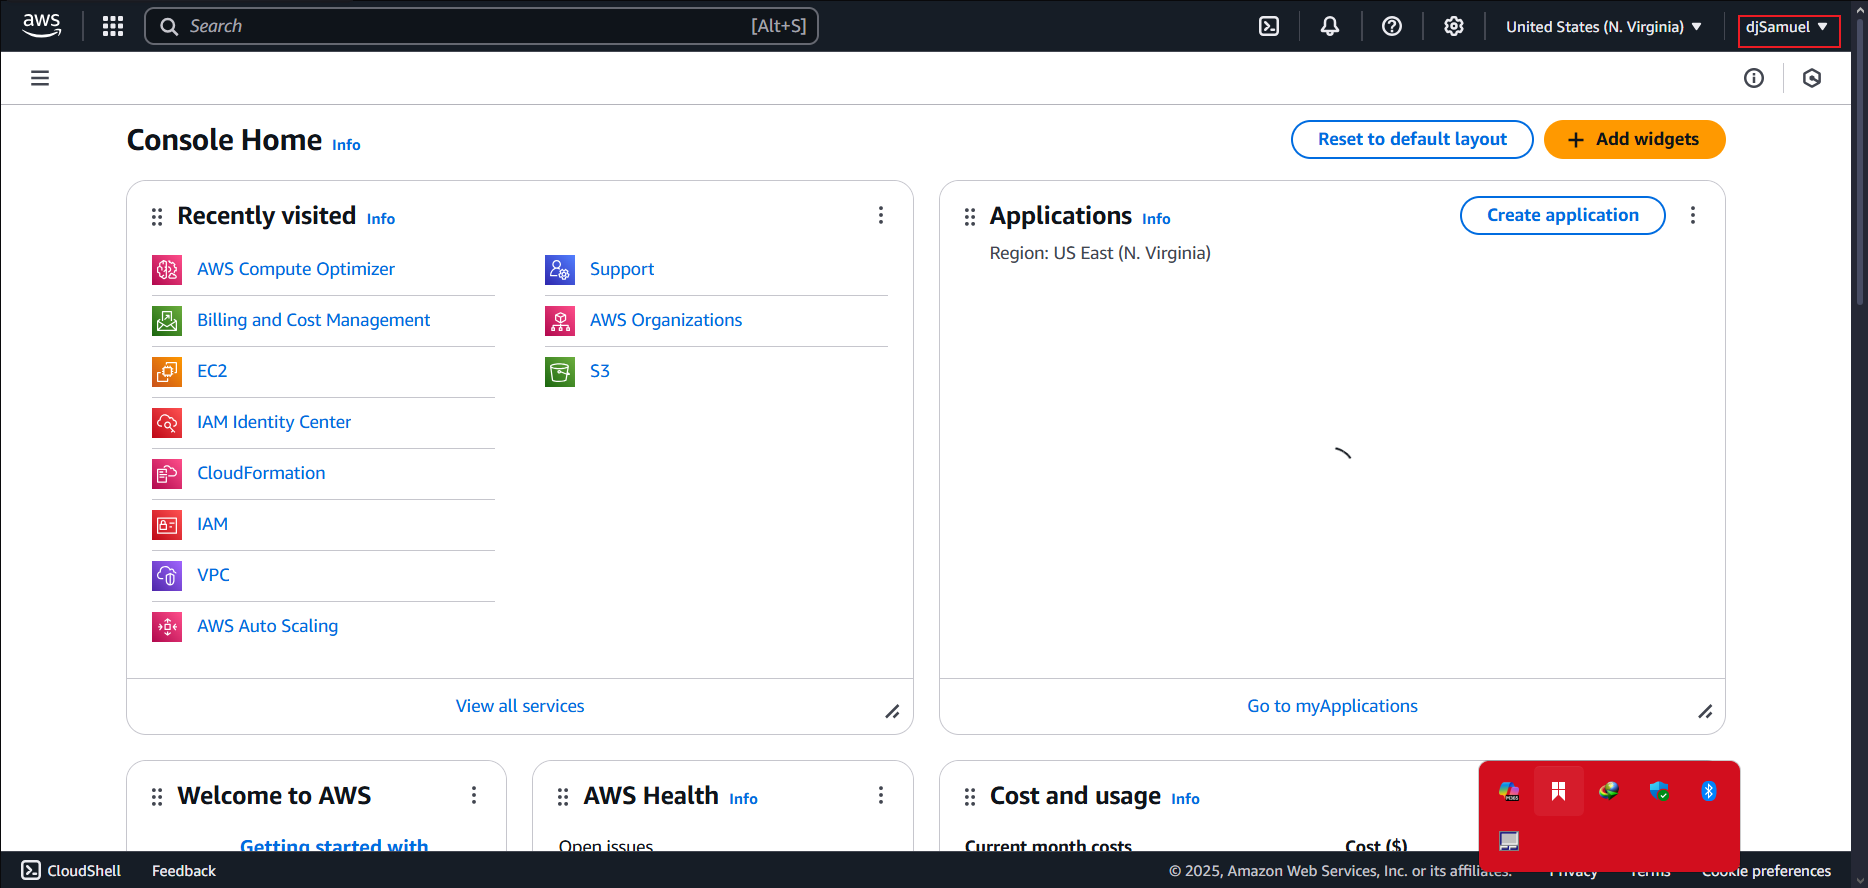 aws
Search [Alt+S]
United States (N. Virginia)
djSamuel
Console Home Info
Reset to default layout
Add widgets
Recently visited Info
AWS Compute Optimizer
Billing and Cost Management
EC2
IAM Identity Center
CloudFormation
IAM
VPC
AWS Auto Scaling
Support
AWS Organizations
S3
View all services
Applications Info
Create application
Region: US East (N. Virginia)
Go to myApplications
Welcome to AWS
Getting started with
AWS Health Info
Open issues
Cost and usage Info
Current month costs
Cost ($)
CloudShell
Feedback
© 2025, Amazon Web Services, Inc. or its affiliates.
Privacy
Terms
Cookie preferences